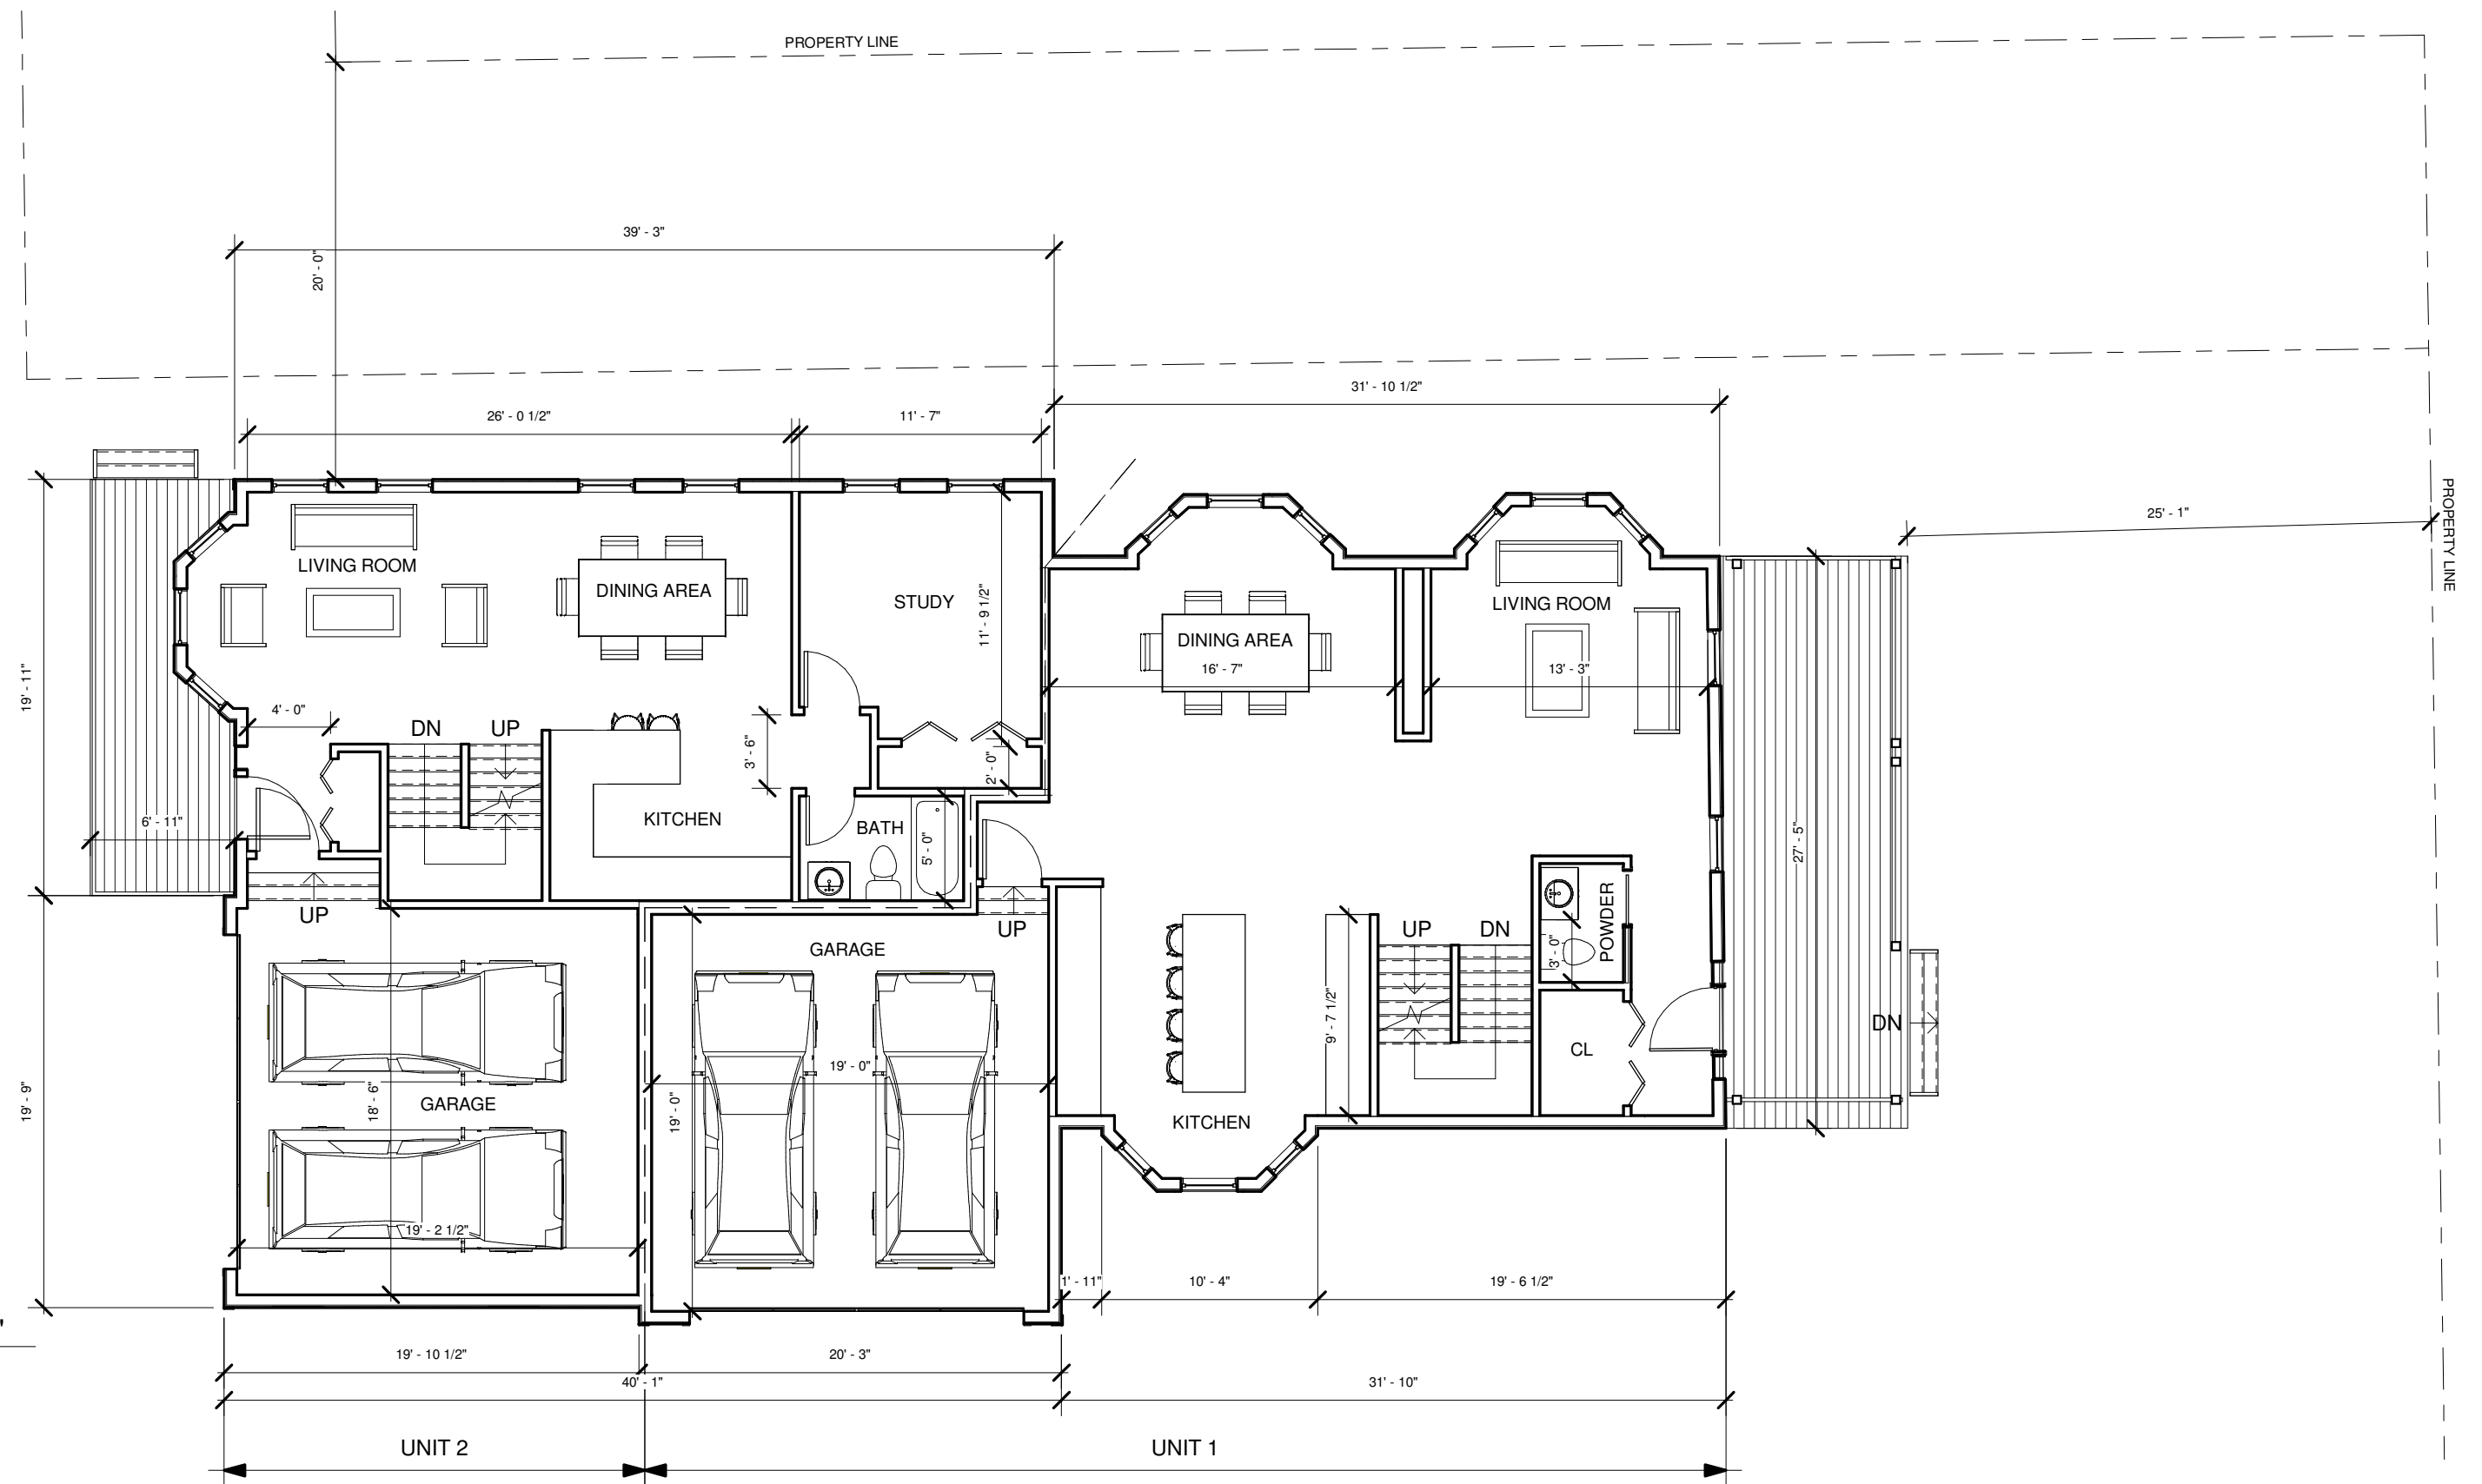 PROPERTY LINE
39' - 3"
20' - 0"
31' - 10 1/2"
26' - 0 1/2"
11' - 7"
PROPERTY LINE
25' - 1"
LIVING ROOM
DINING AREA
STUDY
11' - 9 1/2"
LIVING ROOM
DINING AREA
16' - 7"
13' - 3"
19' - 11"
4' - 0"
DN
UP
3' - 6"
2' - 0"
6' - 11"
KITCHEN
BATH
5' - 0"
27' - 5"
UP
UP
UP
DN
POWDER
3' - 0"
GARAGE
9' - 7 1/2"
DN
CL
19' - 0"
19' - 0"
18' - 6"
GARAGE
19' - 9"
KITCHEN
19' - 2 1/2"
1' - 11"
10' - 4"
19' - 6 1/2"
19' - 10 1/2"
20' - 3"
40' - 1"
31' - 10"
UNIT 2
UNIT 1